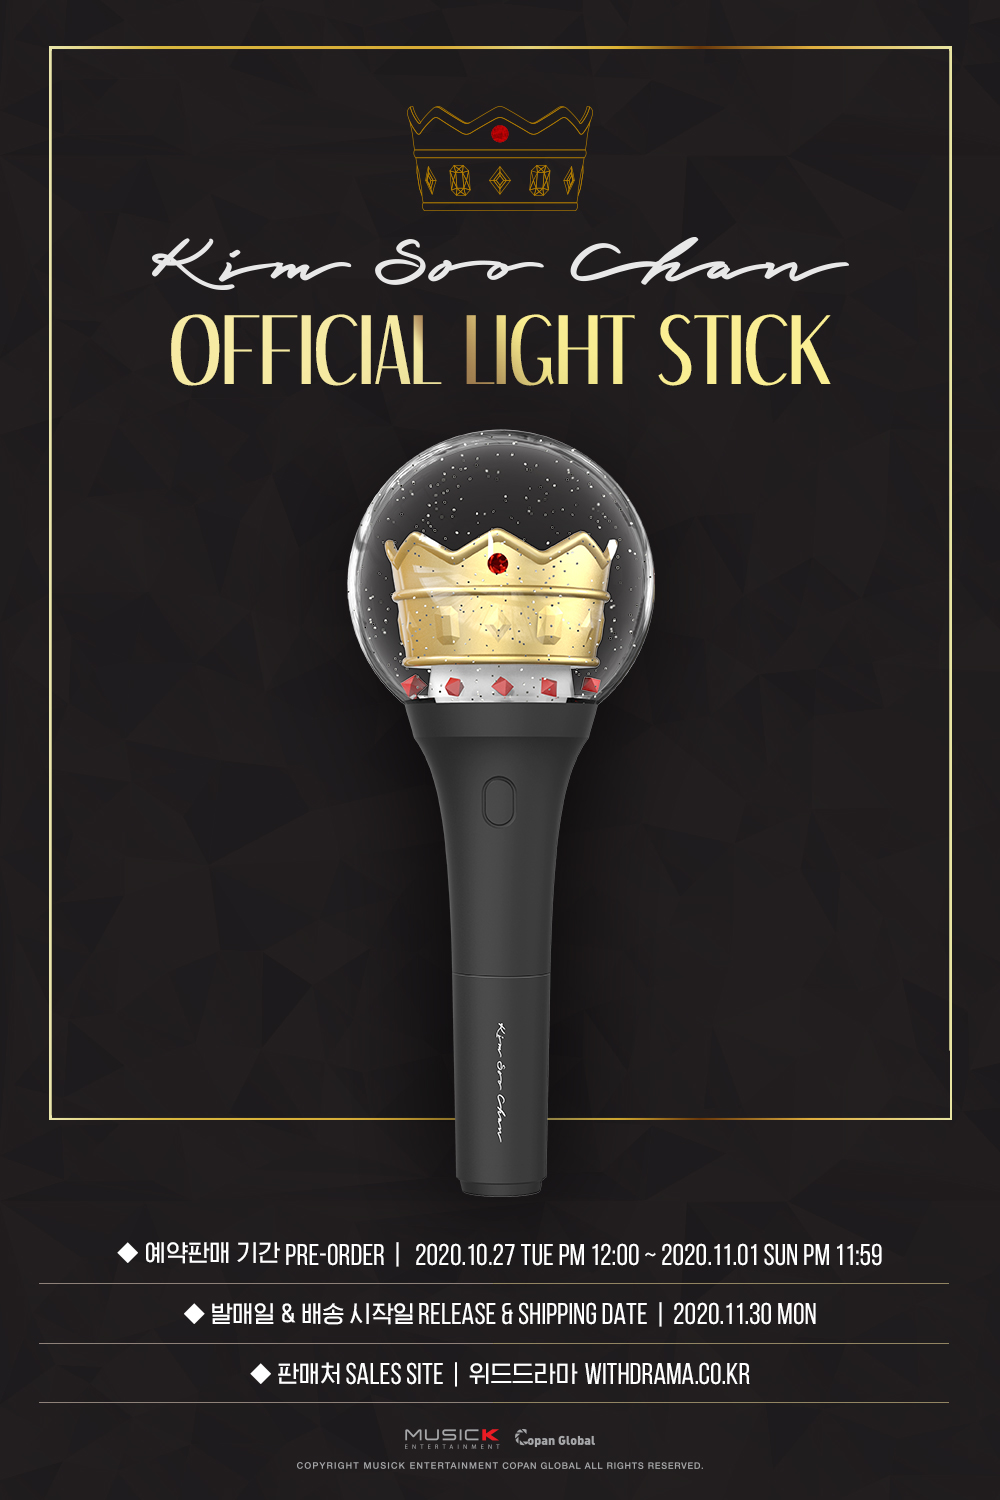 Kim Soo Chan
OFFICIAL LIGHT STICK
Kim Soo Chan
◆ 예약판매 기간 PRE-ORDER | 2020.10.27 TUE PM 12:00 ~ 2020.11.01 SUN PM 11:59
◆ 발매일 & 배송 시작일 RELEASE & SHIPPING DATE | 2020.11.30 MON
◆ 판매처 SALES SITE | 위드드라마 WITHDRAMA.CO.KR
MUSICK Copan Global
ENTERTAINMENT
COPYRIGHT MUSICK ENTERTAINMENT COPAN GLOBAL ALL RIGHTS RESERVED.